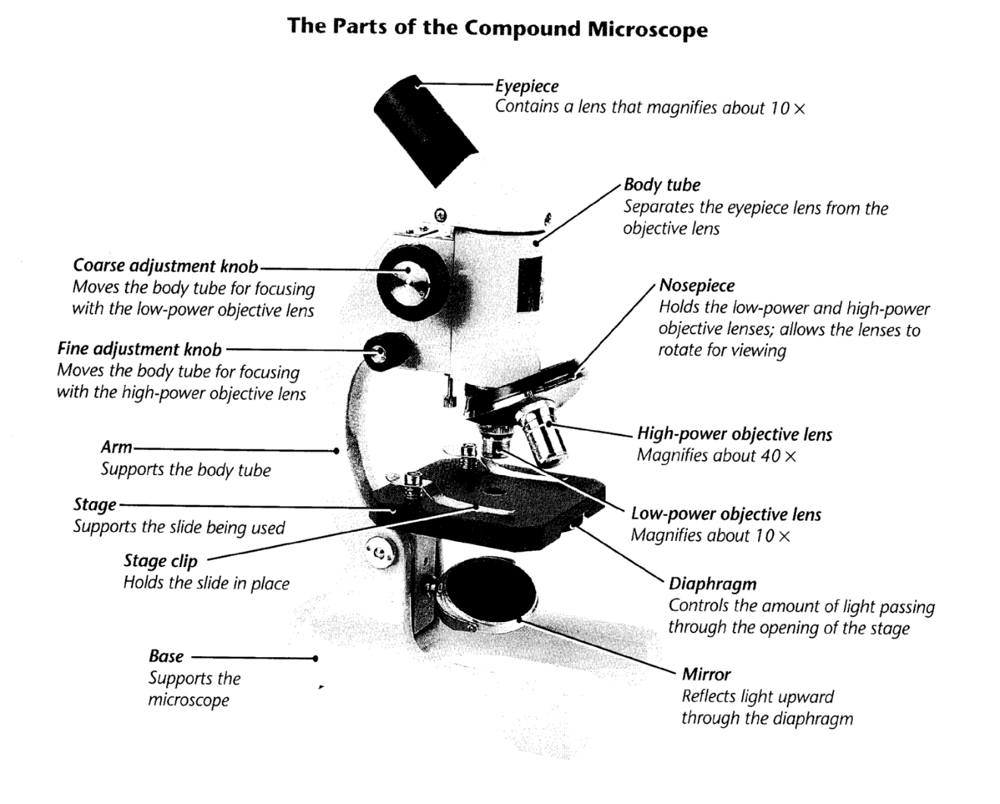 The Parts of the Compound Microscope
Eyepiece
Contains a lens that magnifies about 10 ×
Body tube
Separates the eyepiece lens from the
objective lens
Coarse adjustment knob
Moves the body tube for focusing
with the low-power objective lens
Nosepiece
Holds the low-power and high-power
objective lenses; allows the lenses to
rotate for viewing
Fine adjustment knob
Moves the body tube for focusing
with the high-power objective lens
High-power objective lens
Magnifies about 40 ×
Arm
Supports the body tube
Stage
Supports the slide being used
Low-power objective lens
Magnifies about 10 ×
Stage clip
Holds the slide in place
Diaphragm
Controls the amount of light passing
through the opening of the stage
Base
Supports the
microscope
Mirror
Reflects light upward
through the diaphragm